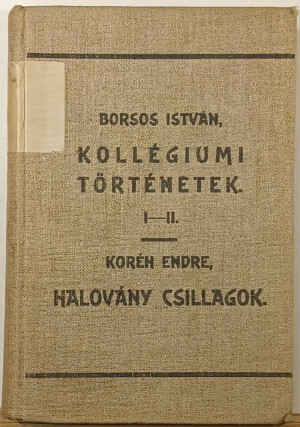 BORSOS ISTVÁN,
KOLLÉGIUMI
TÖRTÉNETEK.
I—II.
KORÉH ENDRE,
HALOVÁNY CSILLAGOK.